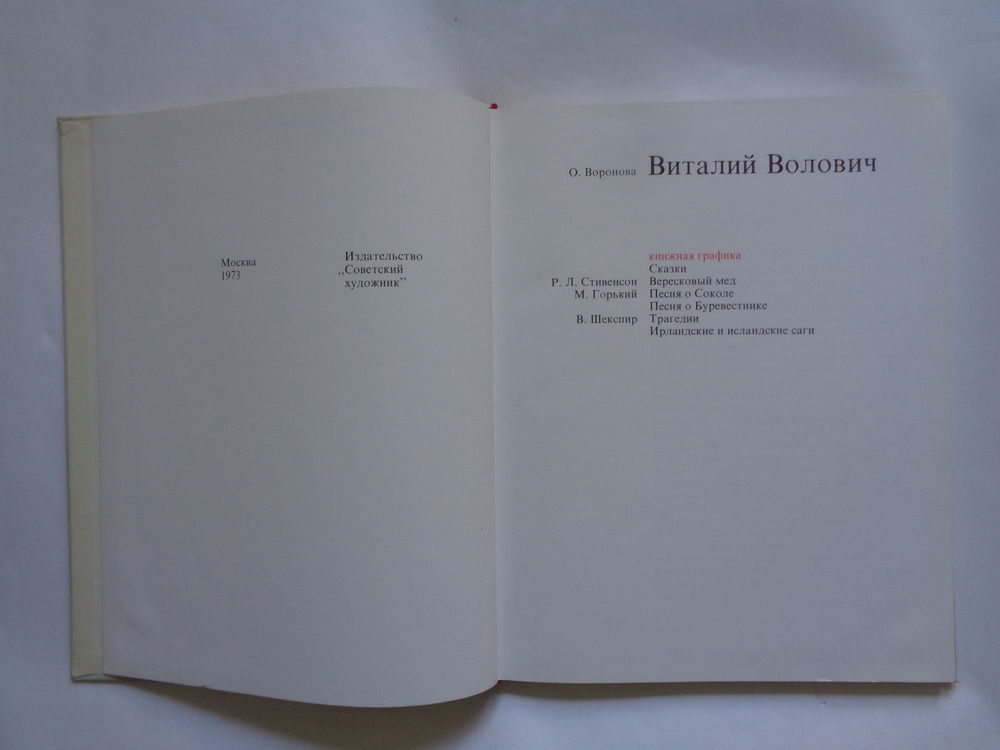 Москва
1973
Издательство
„Советский
художник”
О. Воронова Виталий Волович
книжная графика
Сказки
Р. Л. Стивенсон Вересковый мед
М. Горький Песня о Соколе
Песня о Буревестнике
В. Шекспир Трагедии
Ирландские и исландские саги